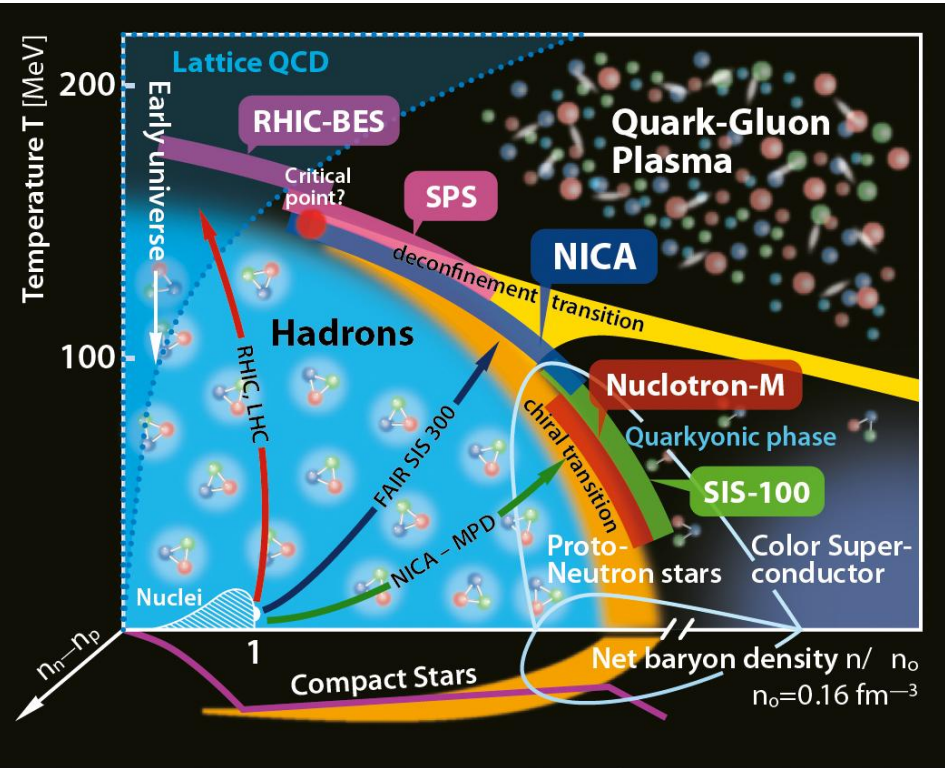 Temperature T [MeV]
200
100
Lattice QCD
Early universe
RHIC-BES
Critical
point?
SPS
Quark-Gluon
Plasma
NICA
deconfinement transition
Hadrons
RHIC, LHC
FAIR SIS 300
NICA – MPD
chiral transition
Nuclotron-M
Quarkyonic phase
SIS-100
Proto-
Neutron stars
Color Super-
conductor
Nuclei
nn–np
1
Compact Stars
Net baryon density n/ no
no=0.16 fm–3